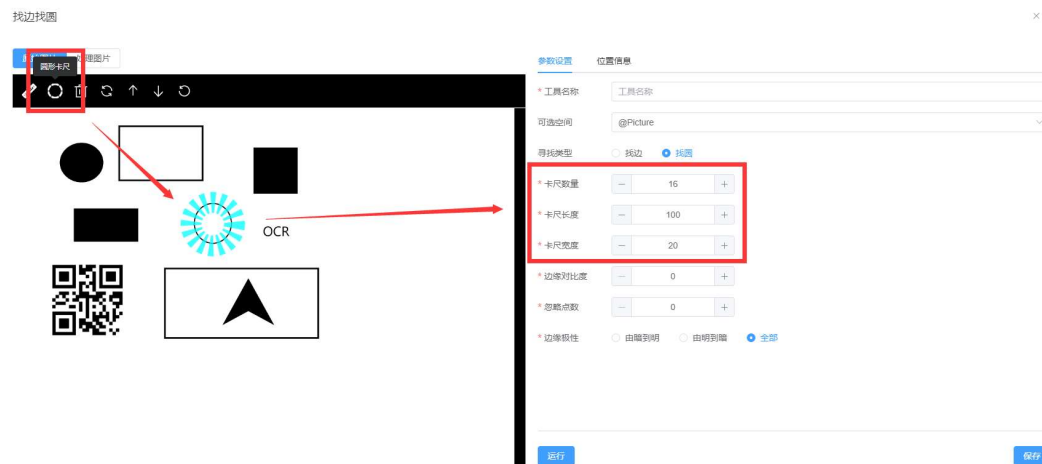 找边找圆
理图片
圆形卡尺
OCR
参数设置 位置信息
* 工具名称 工具名称
可选空间 @Picture
寻找类型 找边 找圆
* 卡尺数量 － 16 +
* 卡尺长度 － 100 +
* 卡尺宽度 － 20 +
* 边缘对比度 － 0 +
* 忽略点数 － 0 +
* 边缘极性 由暗到明 由明到暗 全部
运行 保存